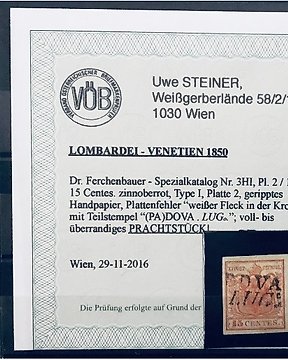 VERBAND ÖSTERREICHISCHER BRIEFMARKENPRÜFER
VÖB
Uwe STEINER,
Weißgerberlände 58/2/1
1030 Wien
LOMBARDEI - VENETIEN 1850
Dr. Ferchenbauer - Spezialkatalog Nr. 3HI, Pl. 2 /
15 Centes. zinnoberrot, Type I, Platte 2, geripptes
Handpapier, Plattenfehler "weißer Fleck in der Kro
mit Teilstempel "(PA)DOVA . LUG."; voll- bis
überrandiges PRACHTSTÜCK!
Wien, 29-11-2016
Die Prüfung erfolgte auf Grund der
DOVA
LUG
15 CENTES.